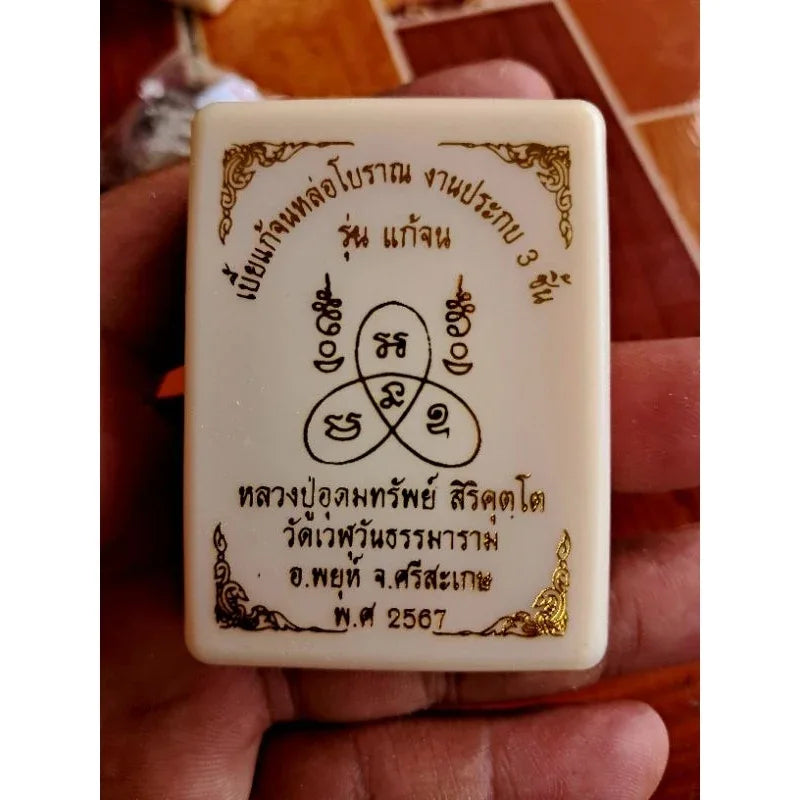 เบี้ยแก้จนหล่อโบราณ งานประกบ 3 ชิ้น
รุ่น แก้จน
หลวงปู่อุดมทรัพย์ สิริคุตฺโต
วัดเวฬุวันธรรมาราม
อ.พยุห์ จ.ศรีสะเกษ
พ.ศ 2567